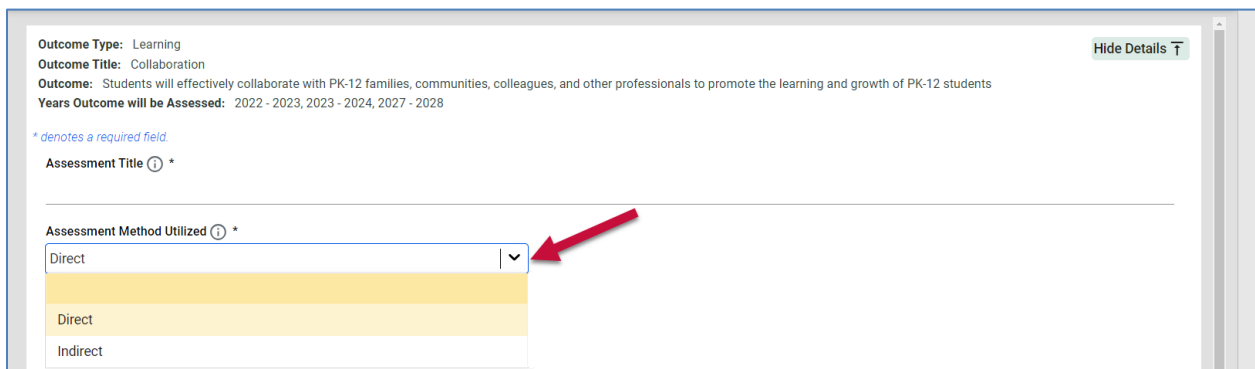 Outcome Type: Learning
Hide Details
Outcome Title: Collaboration
Outcome: Students will effectively collaborate with PK-12 families, communities, colleagues, and other professionals to promote the learning and growth of PK-12 students
Years Outcome will be Assessed: 2022 - 2023, 2023 - 2024, 2027 - 2028
* denotes a required field.
Assessment Title *
Assessment Method Utilized *
Direct
Direct
Indirect